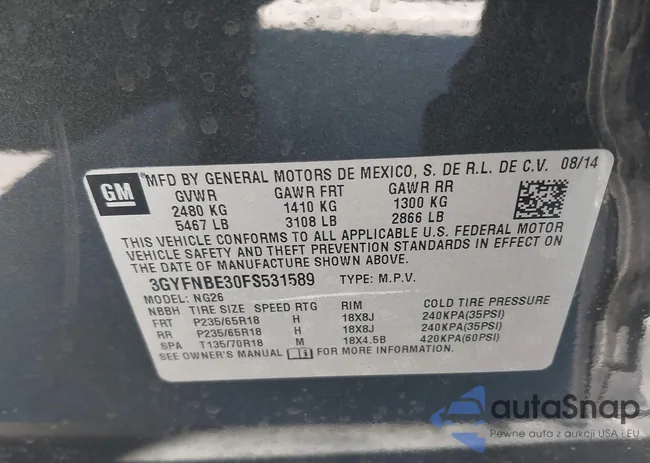 GM ® MFD BY GENERAL MOTORS DE MEXICO, S. DE R.L. DE C.V. 08/14
GVWR GAWR FRT GAWR RR
2480 KG 1410 KG 1300 KG
5467 LB 3108 LB 2866 LB
THIS VEHICLE CONFORMS TO ALL APPLICABLE U.S. FEDERAL MOTOR
VEHICLE SAFETY AND THEFT PREVENTION STANDARDS IN EFFECT ON
THE DATE OF MANUFACTURE SHOWN ABOVE.
3GYFNBE30FS531589 TYPE: M.P.V.
MODEL: NG26
NBBH TIRE SIZE SPEED RTG RIM COLD TIRE PRESSURE
FRT P235/65R18 H 18X8J 240KPA(35PSI)
RR P235/65R18 H 18X8J 240KPA(35PSI)
SPA T135/70R18 M 18X4.5B 420KPA(60PSI)
SEE OWNER'S MANUAL FOR MORE INFORMATION.
autaSnap
Pewne auta z aukcji USA i EU